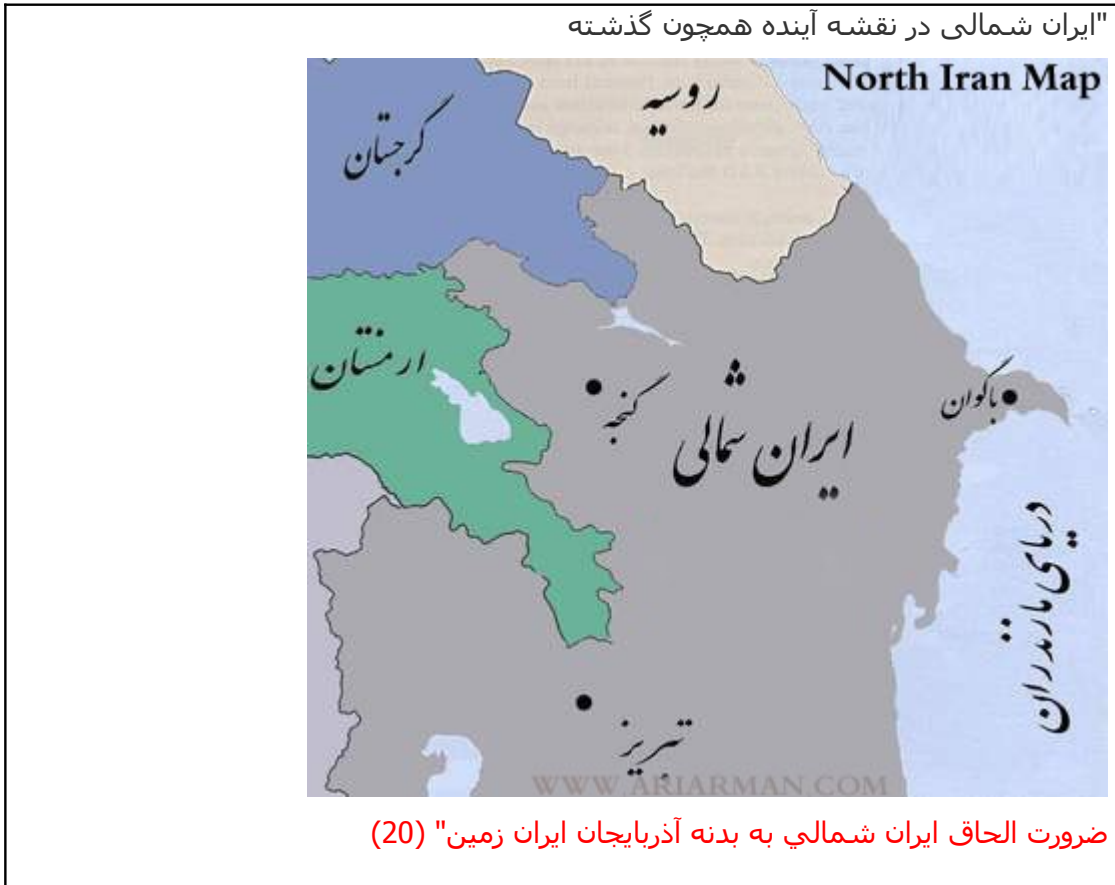 "ایران شمالی در نقشه آینده همچون گذشته
North Iran Map
روسیه
گرجستان
ارمنستان
گنجه
ایران شمالی
باگوان
دریای مازندران
تبریز
WWW.ARIARMAN.COM
ضرورت الحاق ایران شمالي به بدنه آذربایجان ایران زمین" (20)